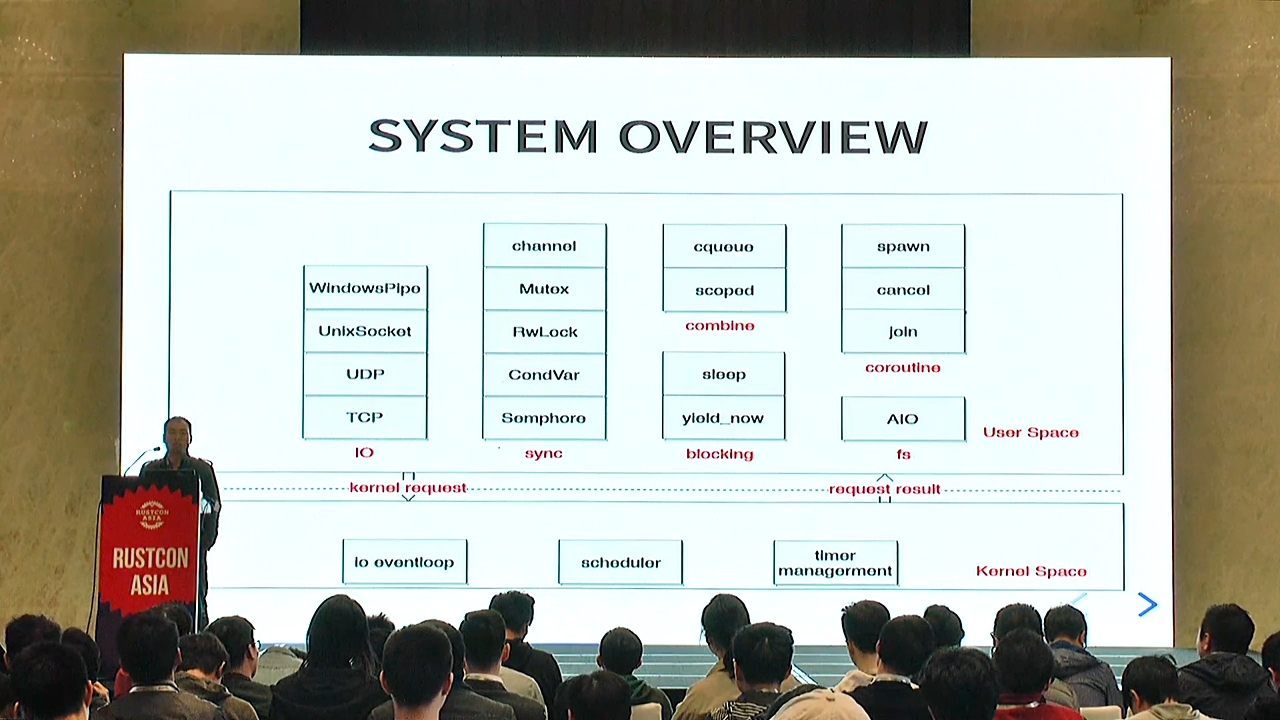 SYSTEM OVERVIEW
WindowsPipe
UnixSocket
UDP
TCP
IO
channel
Mutex
RwLock
CondVar
Semphore
sync
cqueue
scoped
combine
sleep
yield_now
blocking
spawn
cancel
join
coroutine
AIO
fs
User Space
kernel request
request result
io eventloop
scheduler
timer
managerment
Kernel Space
RUSTCON
ASIA
RUSTCON
ASIA